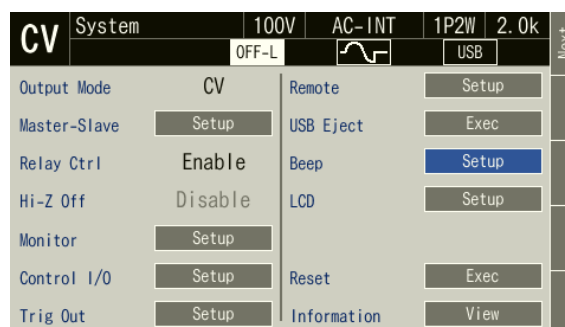 CV System 100V AC-INT 1P2W 2.0k
OFF-L USB
Next
Output Mode CV
Master-Slave Setup
Relay Ctrl Enable
Hi-Z Off Disable
Monitor Setup
Control I/O Setup
Trig Out Setup
Remote Setup
USB Eject Exec
Beep Setup
LCD Setup
Reset Exec
Information View